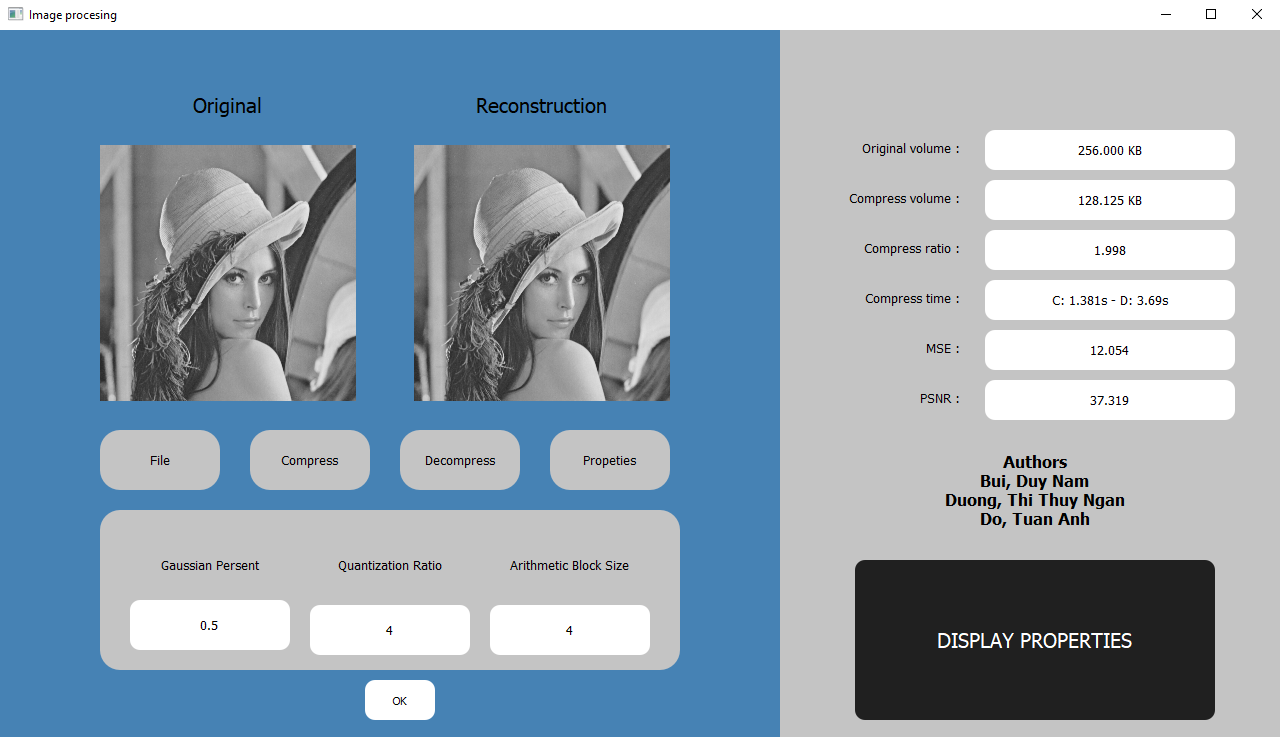 Image procesing
Original
Reconstruction
File
Compress
Decompress
Propeties
Gaussian Persent
Quantization Ratio
Arithmetic Block Size
0.5
4
4
OK
Original volume :
256.000 KB
Compress volume :
128.125 KB
Compress ratio :
1.998
Compress time :
C: 1.381s - D: 3.69s
MSE :
12.054
PSNR :
37.319
Authors
Bui, Duy Nam
Duong, Thi Thuy Ngan
Do, Tuan Anh
DISPLAY PROPERTIES